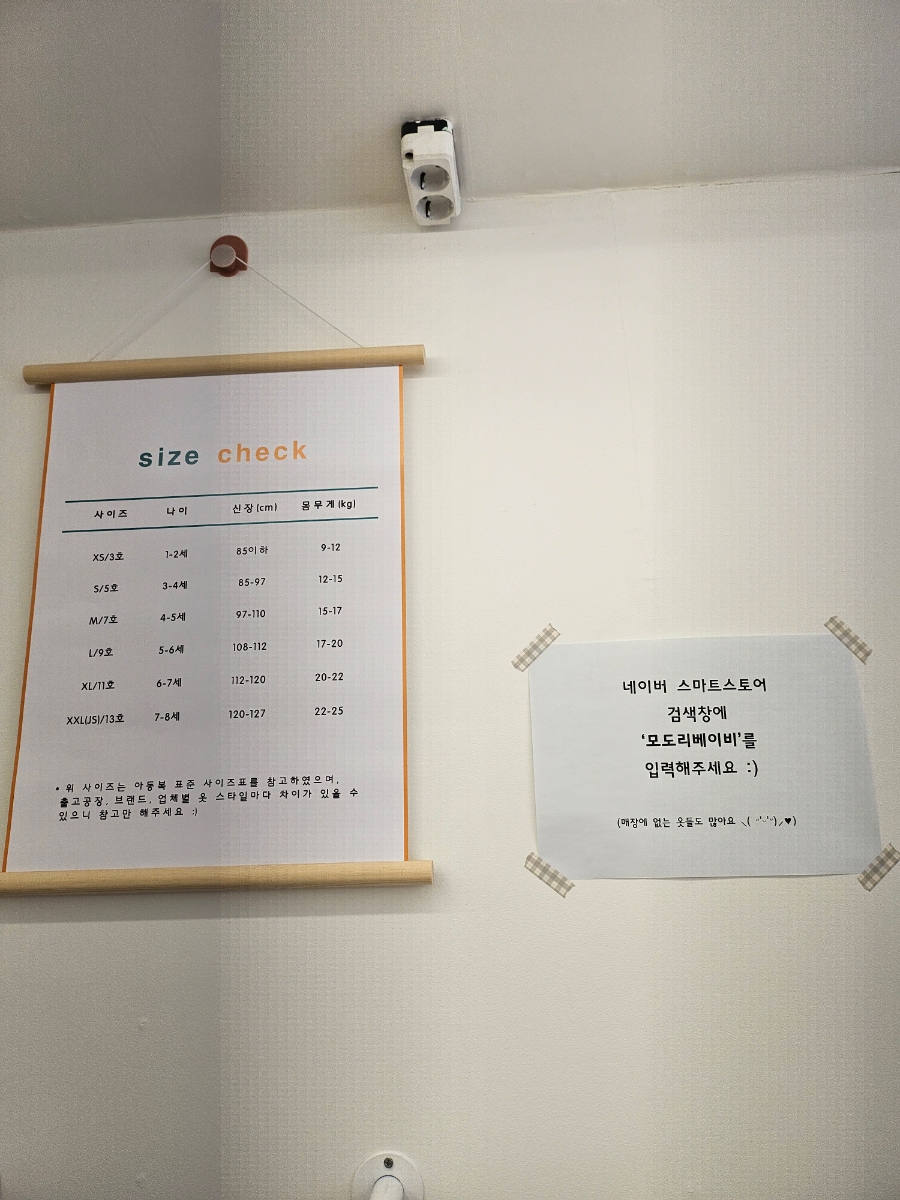 size check
사이즈 나이 신장(cm) 몸무게(kg)
XS/3호 1-2세 85이하 9-12
S/5호 3-4세 85-97 12-15
M/7호 4-5세 97-110 15-17
L/9호 5-6세 108-112 17-20
XL/11호 6-7세 112-120 20-22
XXL(JS)/13호 7-8세 120-127 22-25
• 위 사이즈는 아동복 표준 사이즈표를 참고하였으며,
출고공장, 브랜드, 업체별 옷 스타일마다 차이가 있을 수
있으니 참고만 해주세요 :)
네이버 스마트스토어
검색창에
‘모도리베이비’를
입력해주세요 :)
(매장에 없는 옷들도 많아요 ⸜( ˶'ᵕ'˶)⸝♥)